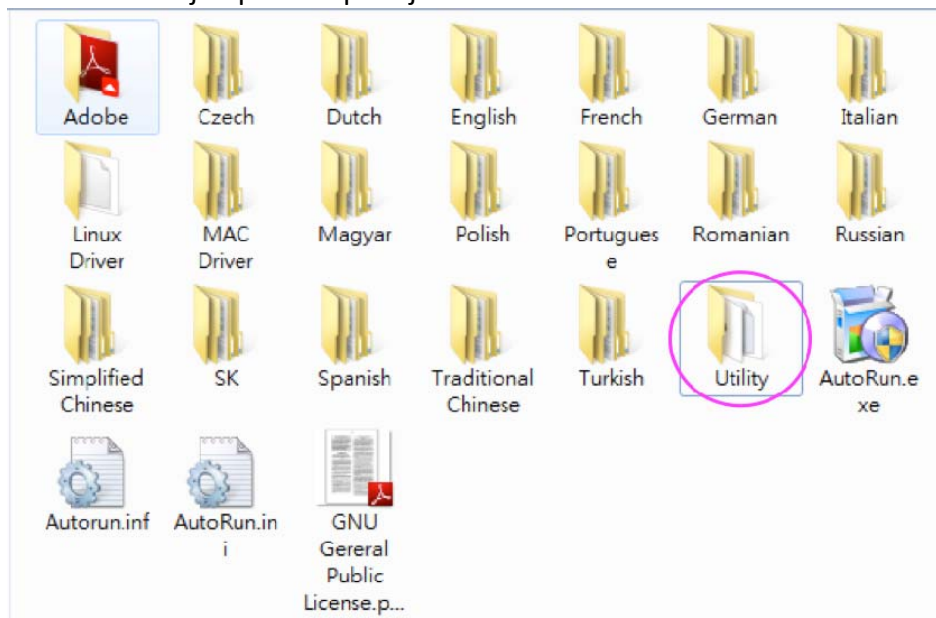 Adobe
Czech
Dutch
English
French
German
Italian
Linux
Driver
MAC
Driver
Magyar
Polish
Portugues
e
Romanian
Russian
Simplified
Chinese
SK
Spanish
Traditional
Chinese
Turkish
Utility
AutoRun.e
xe
Autorun.inf
AutoRun.in
i
GNU
Gereral
Public
License.p...